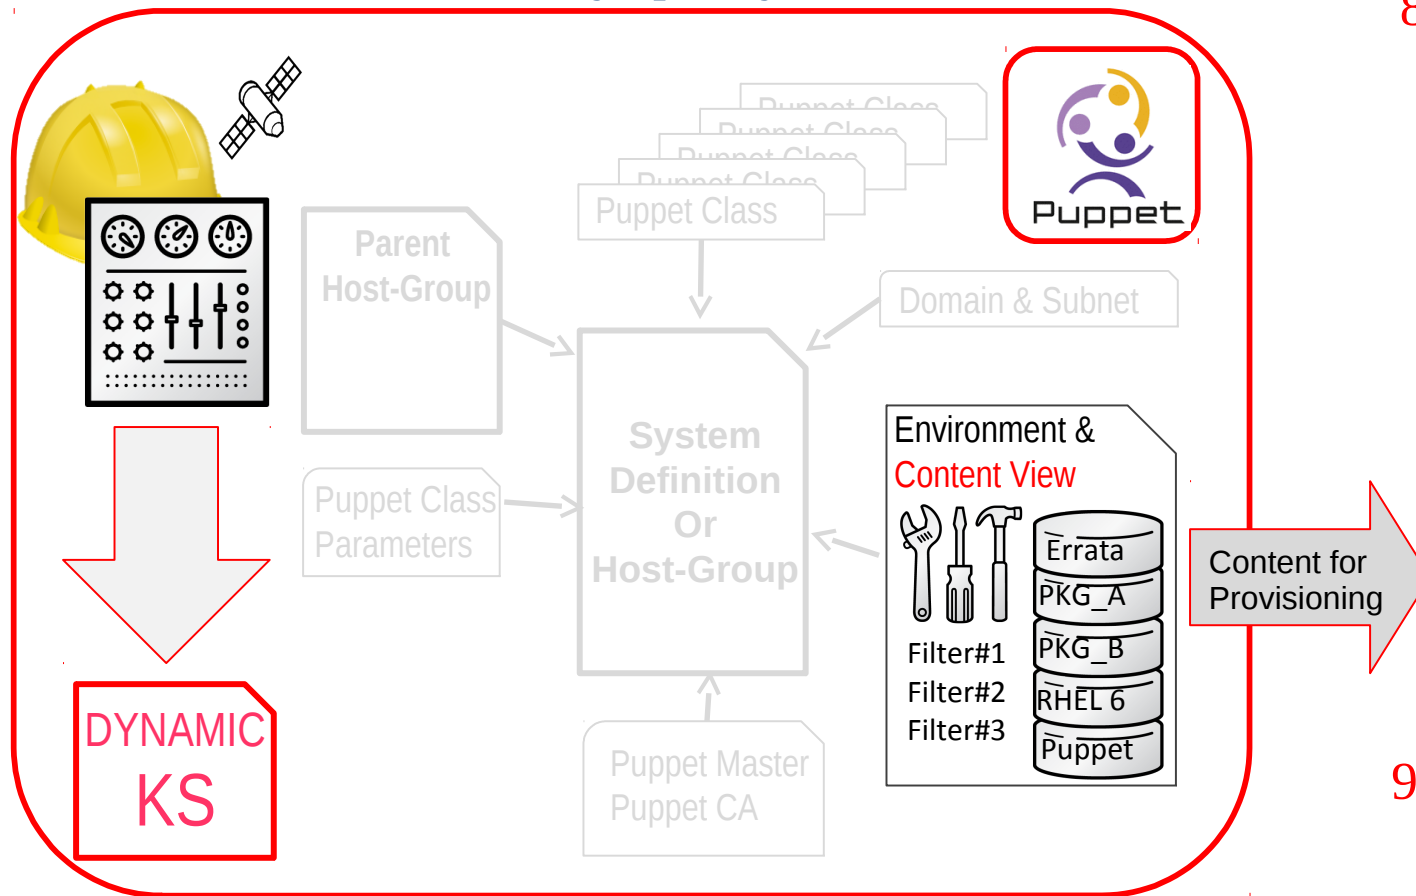 8
Puppet Class
Puppet Class
Puppet Class
Puppet Class
Puppet Class
Puppet
Parent
Host-Group
Domain & Subnet
System
Definition
Or
Host-Group
Puppet Class
Parameters
Environment &
Content View
Errata
PKG_A
PKG_B
RHEL 6
Puppet
Filter#1
Filter#2
Filter#3
Content for
Provisioning
DYNAMIC
KS
Puppet Master
Puppet CA
9